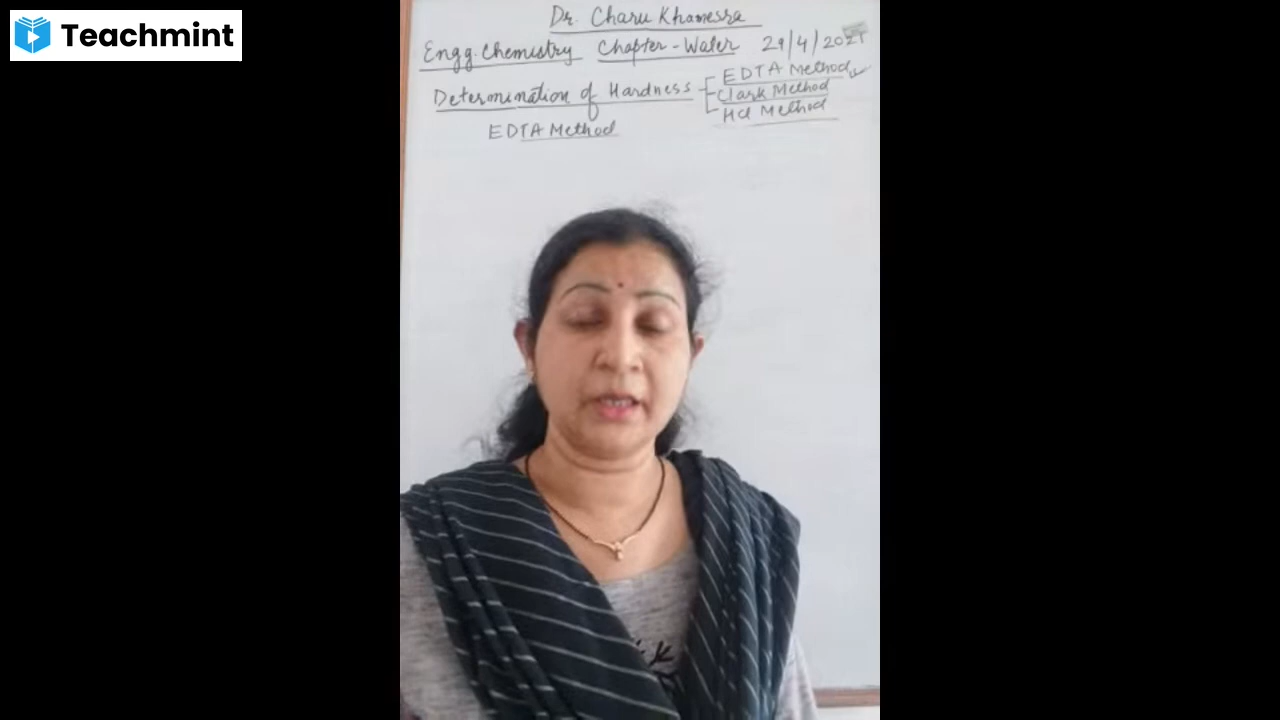 Teachmint
Dr. Charu Khamesra
Engg. Chemistry Chapter - Water 29/4/2021
Determination of Hardness
EDTA Method
Clark Method
Hcl Method
EDTA Method